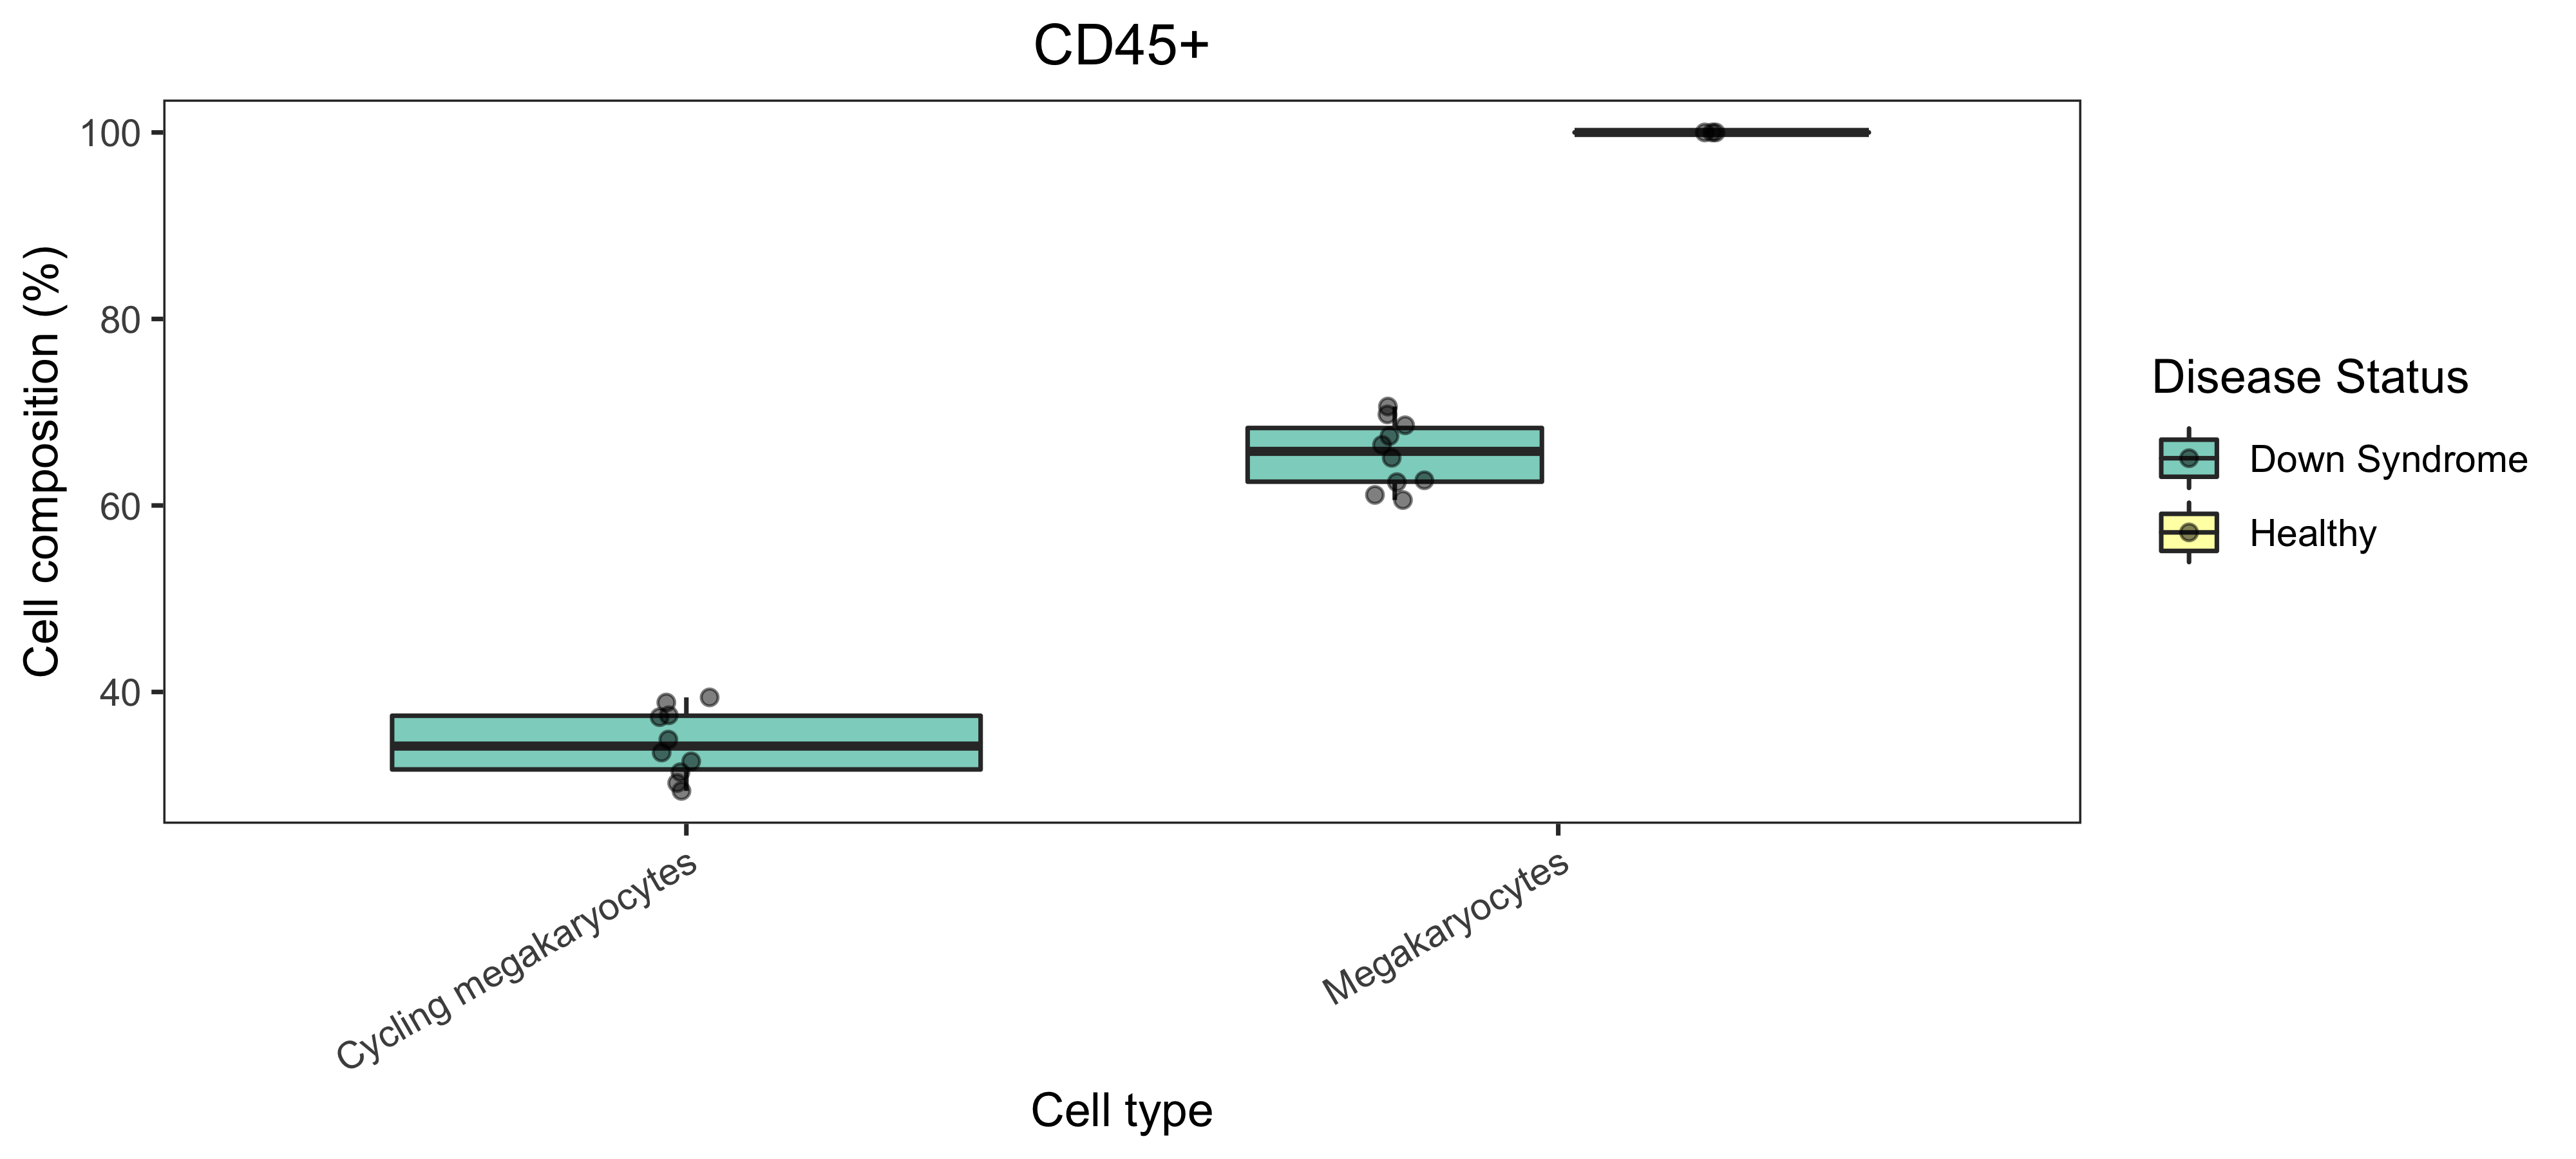 CD45+
Cell composition (%)
100
80
60
40
Cycling megakaryocytes
Megakaryocytes
Cell type
Disease Status
Down Syndrome
Healthy